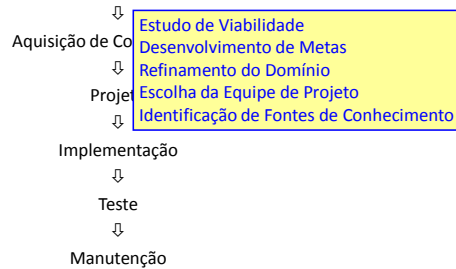 ⇩
Estudo de Viabilidade
Aquisição de Co
Desenvolvimento de Metas
⇩
Refinamento do Domínio
Projet
Escolha da Equipe de Projeto
⇩
Identificação de Fontes de Conhecimento
Implementação
⇩
Teste
⇩
Manutenção